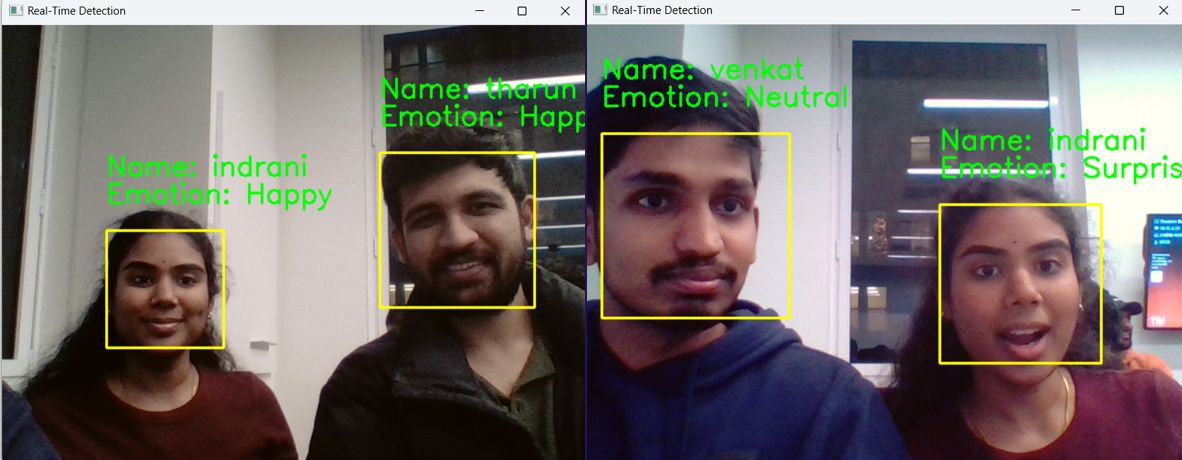 Real-Time Detection
Name: tharun
Emotion: Happ
Name: indrani
Emotion: Happy
Real-Time Detection
Name: venkat
Emotion: Neutral
Name: indrani
Emotion: Surpris